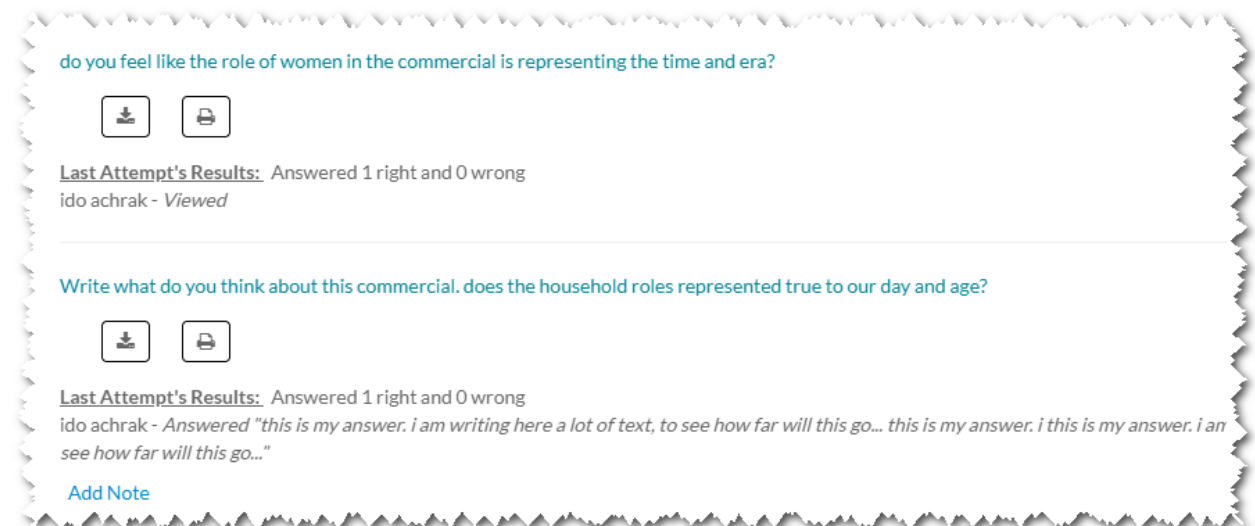 do you feel like the role of women in the commercial is representing the time and era?
Last Attempt's Results: Answered 1 right and 0 wrong
ido achrak - Viewed
Write what do you think about this commercial. does the household roles represented true to our day and age?
Last Attempt's Results: Answered 1 right and 0 wrong
ido achrak - Answered "this is my answer. i am writing here a lot of text, to see how far will this go... this is my answer. i this is my answer. i am
see how far will this go..."
Add Note